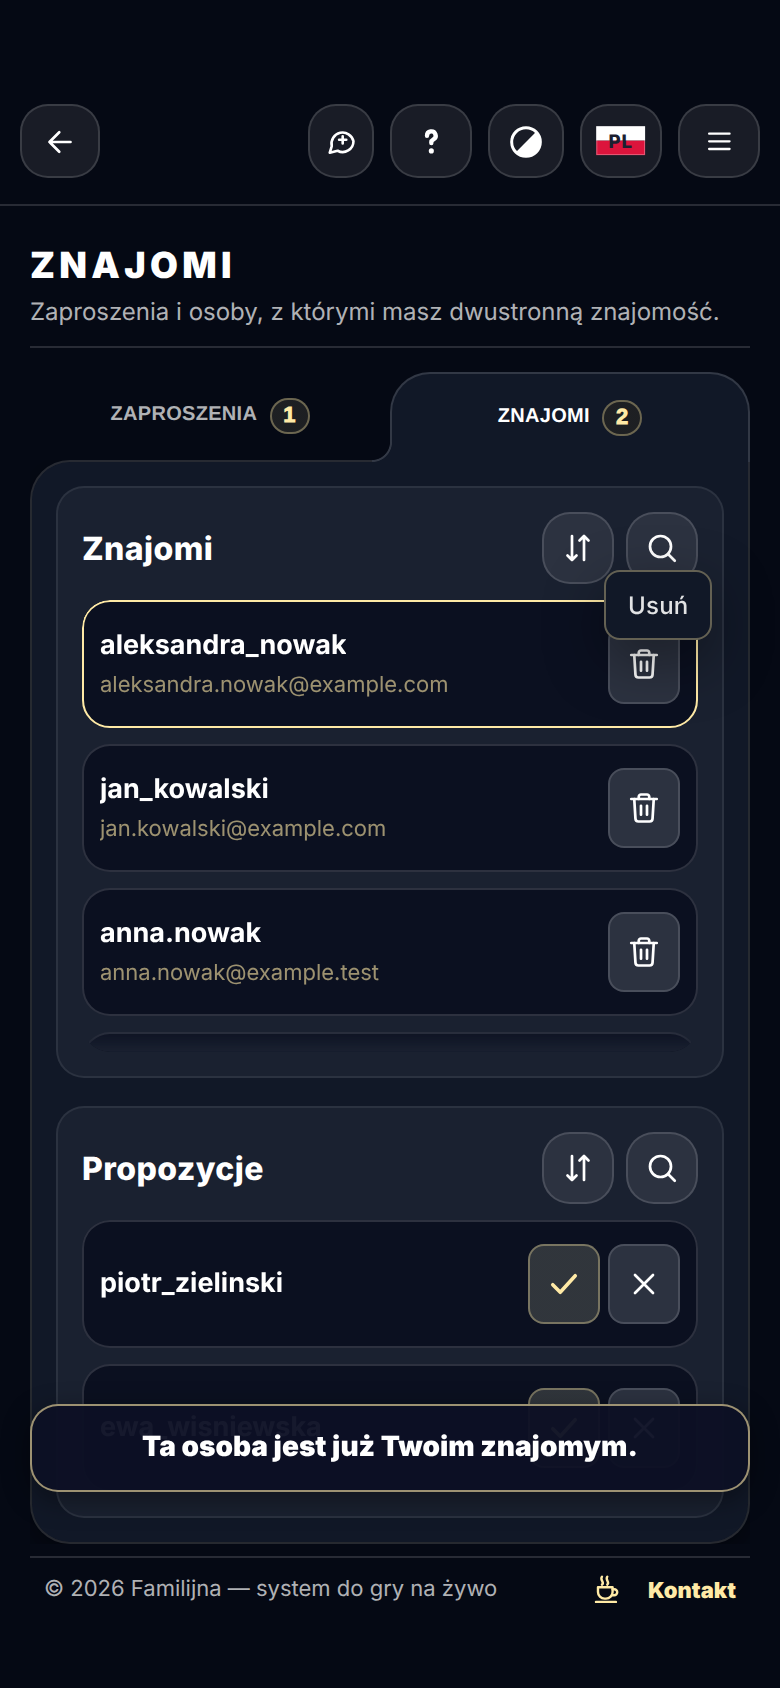 PL
ZNAJOMI
Zaproszenia i osoby, z którymi masz dwustronną znajomość.
ZAPROSZENIA 1
ZNAJOMI 2
Znajomi
Usuń
aleksandra_nowak
aleksandra.nowak@example.com
jan_kowalski
jan.kowalski@example.com
anna.nowak
anna.nowak@example.test
Propozycje
piotr_zielinski
ewa_wisniewska
Ta osoba jest już Twoim znajomym.
© 2026 Familijna — system do gry na żywo
Kontakt